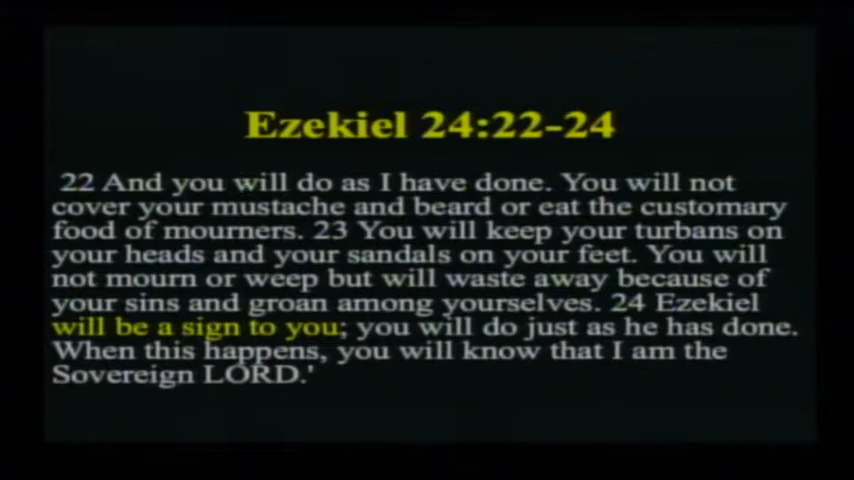 Ezekiel 24:22-24
22 And you will do as I have done. You will not
cover your mustache and beard or eat the customary
food of mourners. 23 You will keep your turbans on
your heads and your sandals on your feet. You will
not mourn or weep but will waste away because of
your sins and groan among yourselves. 24 Ezekiel
will be a sign to you; you will do just as he has done.
When this happens, you will know that I am the
Sovereign LORD.'